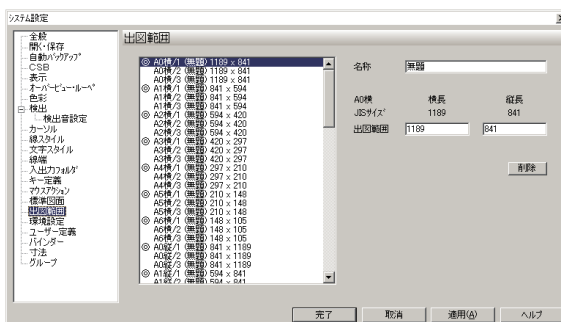 システム設定
全般
開く・保存
自動バックアップ
CSB
表示
オーバービュー・ルーペ
色彩
検出
検出音設定
カーソル
線スタイル
文字スタイル
線端
入出力フォルダ
キー定義
マウスアクション
標準図面
出図範囲
環境設定
ユーザー定義
バインダー
寸法
グループ
出図範囲
◎ A0横/1 (無題) 1189 x 841
A0横/2 (無題) 1189 x 841
A0横/3 (無題) 1189 x 841
◎ A1横/1 (無題) 841 x 594
A1横/2 (無題) 841 x 594
A1横/3 (無題) 841 x 594
◎ A2横/1 (無題) 594 x 420
A2横/2 (無題) 594 x 420
A2横/3 (無題) 594 x 420
◎ A3横/1 (無題) 420 x 297
A3横/2 (無題) 420 x 297
A3横/3 (無題) 420 x 297
◎ A4横/1 (無題) 297 x 210
A4横/2 (無題) 297 x 210
A4横/3 (無題) 297 x 210
◎ A5横/1 (無題) 210 x 148
A5横/2 (無題) 210 x 148
A5横/3 (無題) 210 x 148
◎ A6横/1 (無題) 148 x 105
A6横/2 (無題) 148 x 105
A6横/3 (無題) 148 x 105
◎ A0縦/1 (無題) 841 x 1189
A0縦/2 (無題) 841 x 1189
A0縦/3 (無題) 841 x 1189
◎ A1縦/1 (無題) 594 x 841
A1縦/2 (無題) 594 x 841
名称 無題
A0横 横長 縦長
JISサイズ 1189 841
出図範囲 1189 841
削除
完了 取消 適用(A) ヘルプ